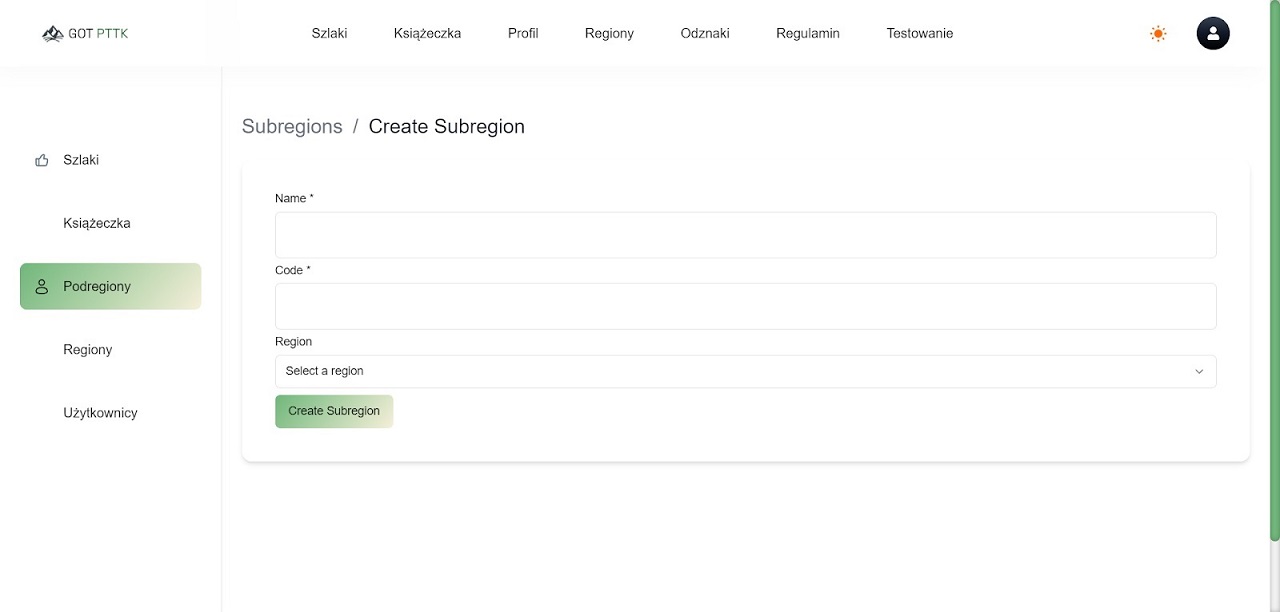 GOT PTTK
Szlaki Książeczka Profil Regiony Odznaki Regulamin Testowanie
Szlaki
Książeczka
Podregiony
Regiony
Użytkownicy
Subregions / Create Subregion
Name *
Code *
Region
Select a region
Create Subregion